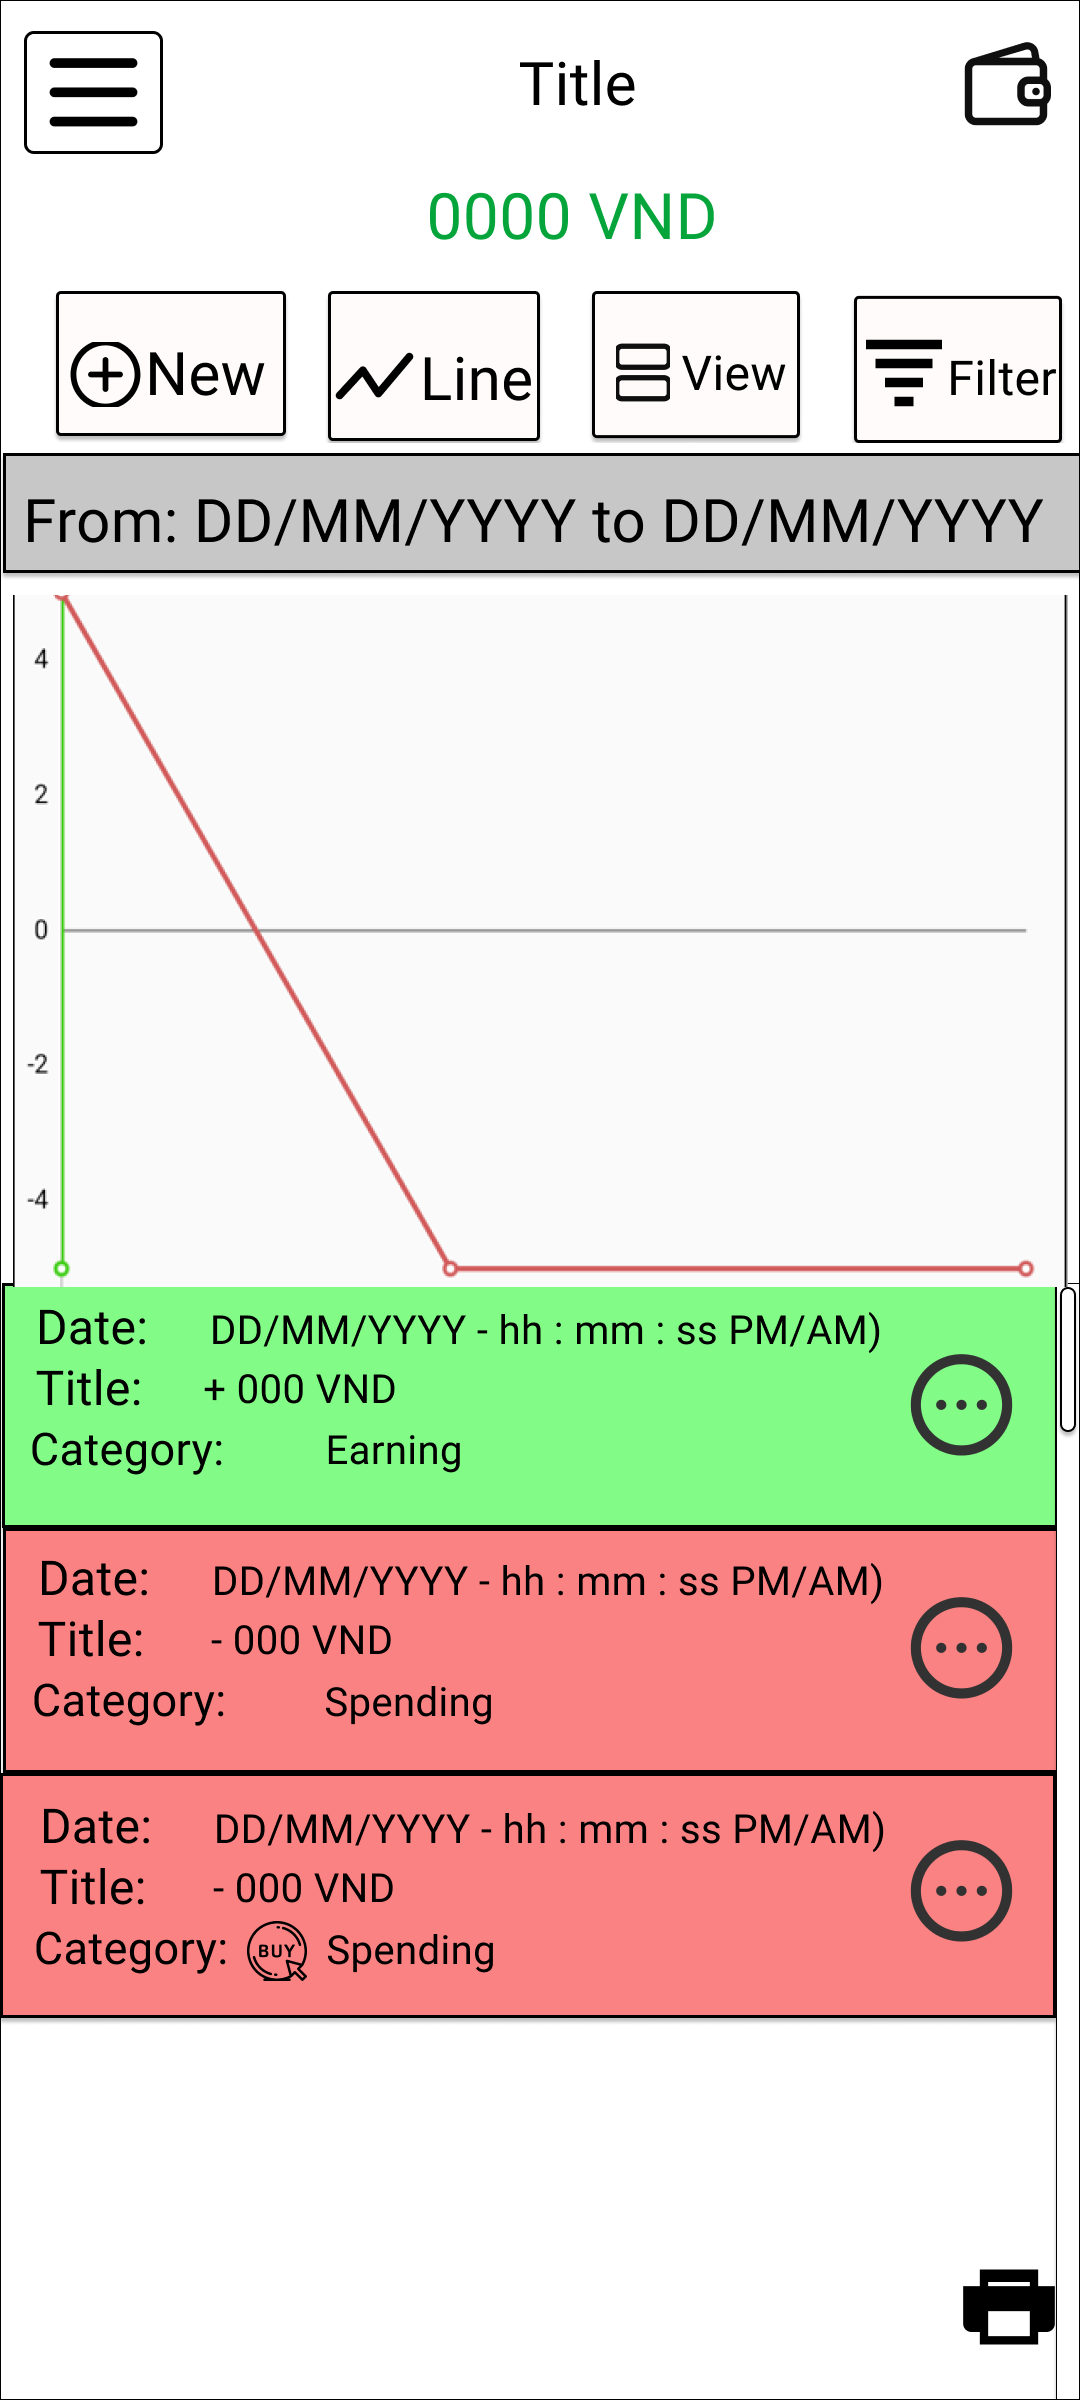 Title
0000 VND
New Line View Filter
From: DD/MM/YYYY to DD/MM/YYYY
4
2
0
-2
-4
Date: DD/MM/YYYY - hh : mm : ss PM/AM)
Title: + 000 VND
Category: Earning
Date: DD/MM/YYYY - hh : mm : ss PM/AM)
Title: - 000 VND
Category: Spending
Date: DD/MM/YYYY - hh : mm : ss PM/AM)
Title: - 000 VND
Category: BUY Spending